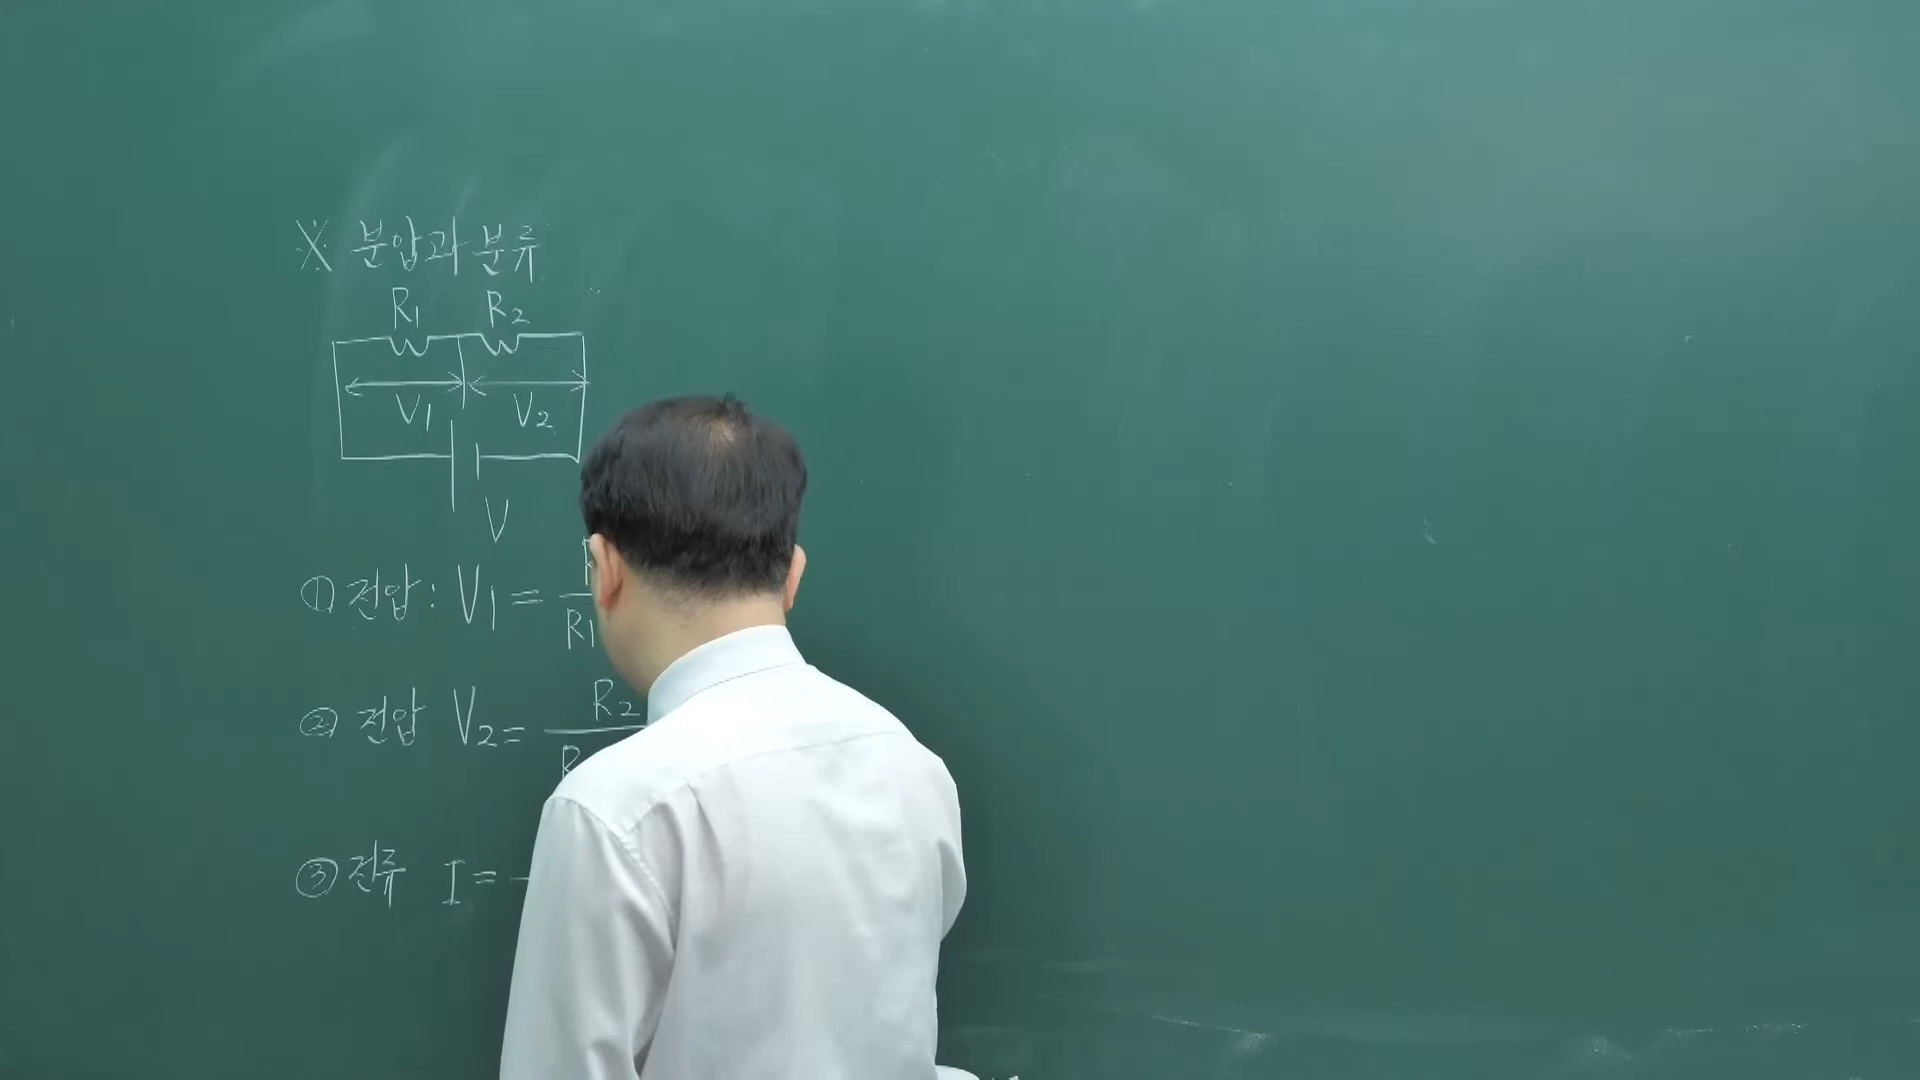 ※ 분압과 분류
R1 R2
V1 V2
V
① 전압 : V1 =
R1
② 전압 V2 = R2
③ 전류 I =